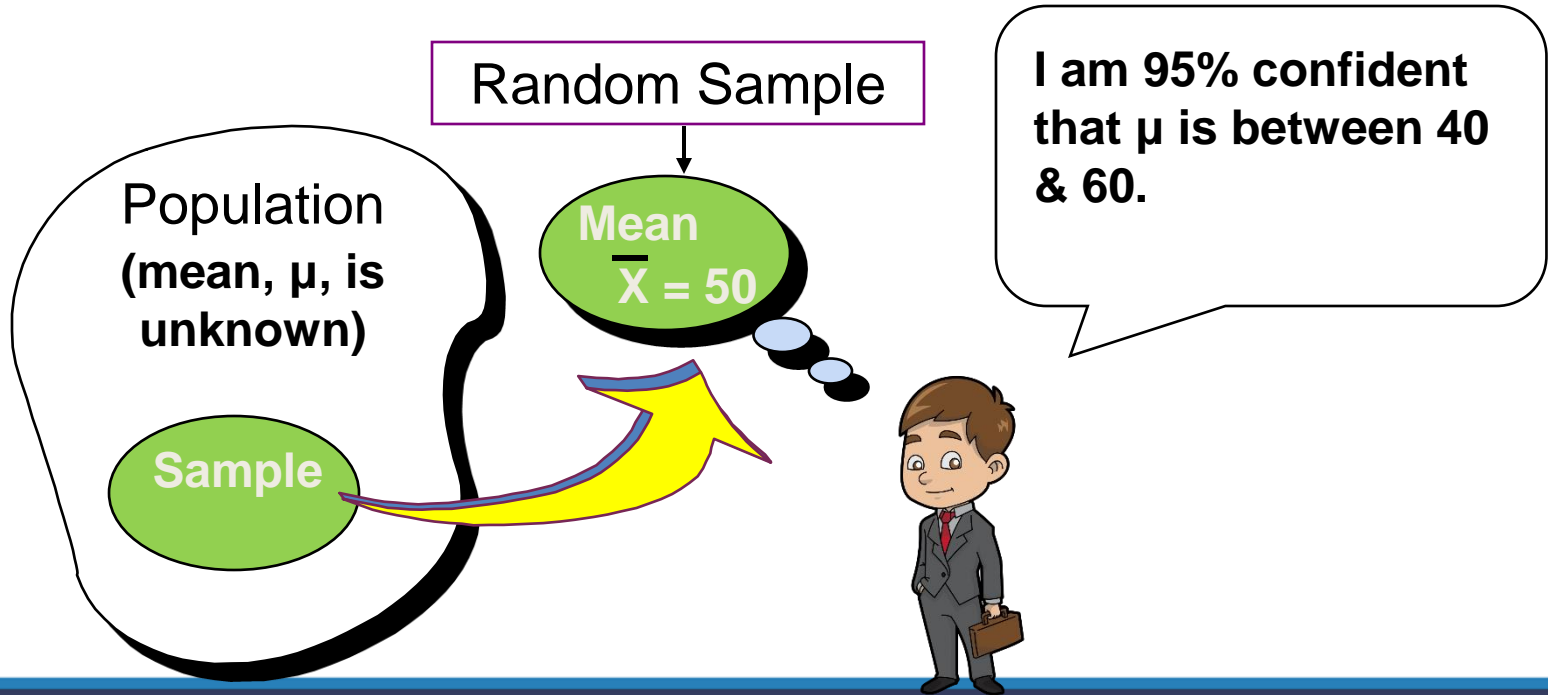 Random Sample
I am 95% confident
that μ is between 40
& 60.
Population
(mean, μ, is
unknown)
Mean
X̅ = 50
Sample